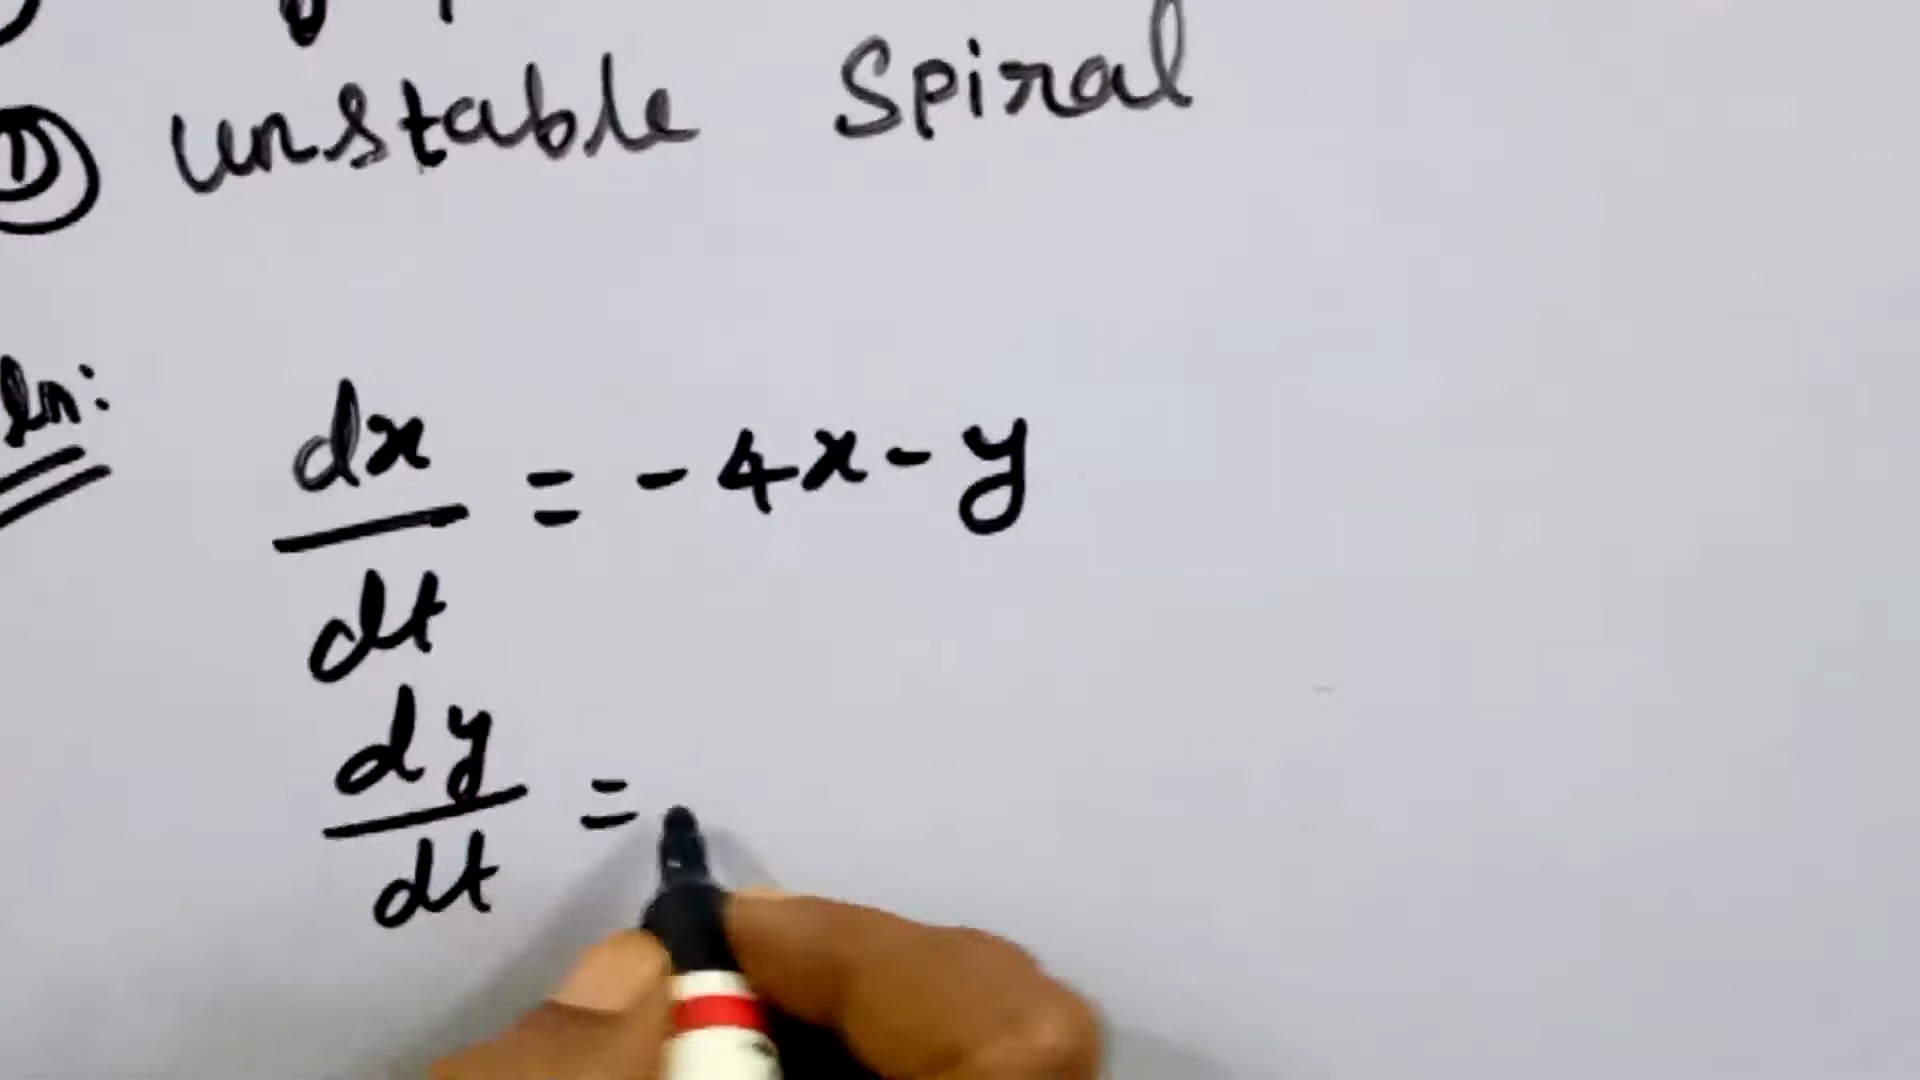 D unstable Spiral
dx/dt = - 4x - y
dy/dt =